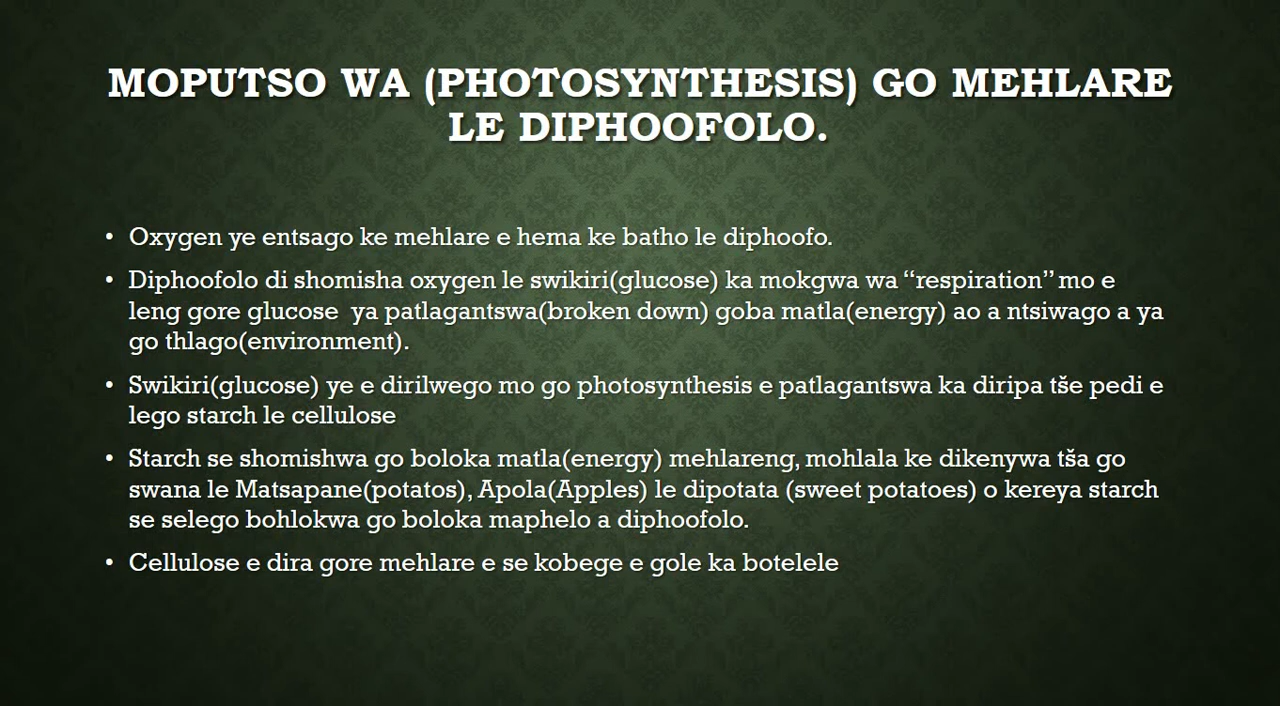 MOPUTSO WA (PHOTOSYNTHESIS) GO MEHLARE
LE DIPHOOFOLO.
• Oxygen ye entsago ke mehlare e hema ke batho le diphoofo.
• Diphoofolo di shomisha oxygen le swikiri(glucose) ka mokgwa wa “respiration” mo e
leng gore glucose  ya patlagantswa(broken down) goba matla(energy) ao a ntsiwago a ya
go thlago(environment).
• Swikiri(glucose) ye e dirilwego mo go photosynthesis e patlagantswa ka diripa tše pedi e
lego starch le cellulose
• Starch se shomishwa go boloka matla(energy) mehlareng, mohlala ke dikenywa tša go
swana le Matsapane(potatos), Apola(Apples) le dipotata (sweet potatoes) o kereya starch
se selego bohlokwa go boloka maphelo a diphoofolo.
• Cellulose e dira gore mehlare e se kobege e gole ka botelele